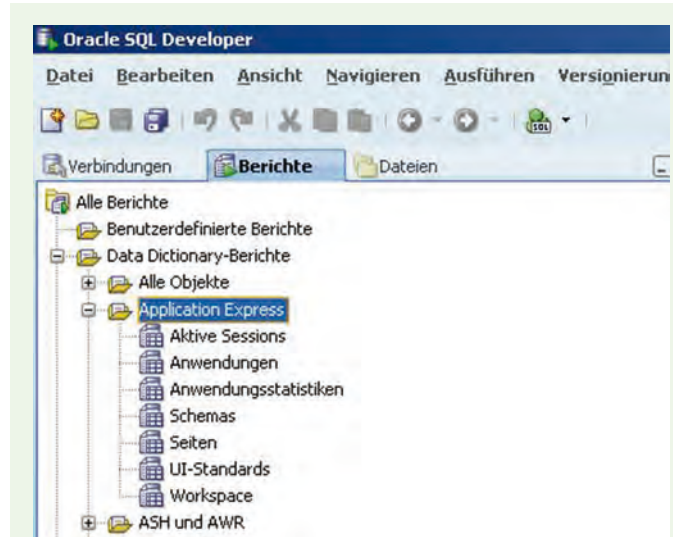 Oracle SQL Developer
Datei Bearbeiten Ansicht Navigieren Ausführen Versionierun
SQL
Verbindungen Berichte Dateien
Alle Berichte
Benutzerdefinierte Berichte
Data Dictionary-Berichte
Alle Objekte
Application Express
Aktive Sessions
Anwendungen
Anwendungsstatistiken
Schemas
Seiten
UI-Standards
Workspace
ASH und AWR